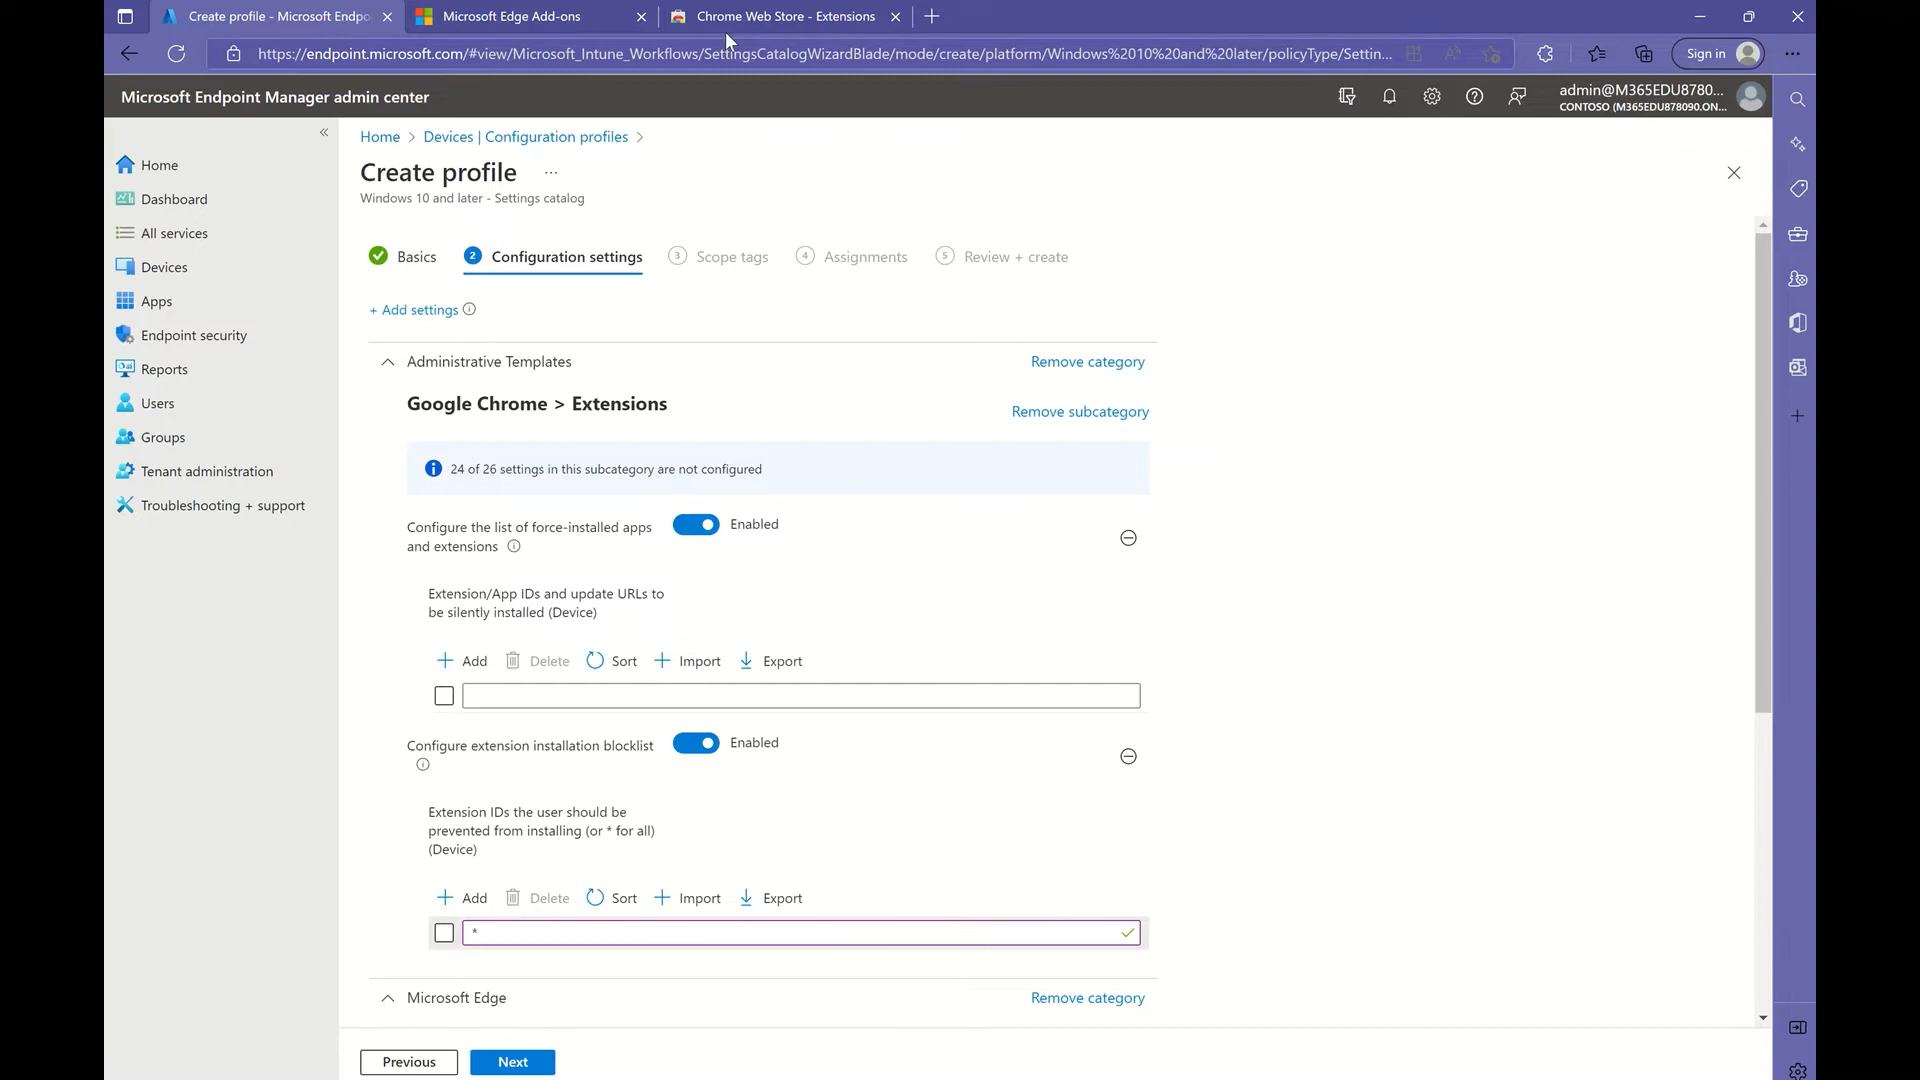 Create profile - Microsoft Endpo
Microsoft Edge Add-ons
Chrome Web Store - Extensions
https://endpoint.microsoft.com/#view/Microsoft_Intune_Workflows/SettingsCatalogWizardBlade/mode/create/platform/Windows%2010%20and%20later/policyType/Settin...
Sign in
Microsoft Endpoint Manager admin center
admin@M365EDU8780...
CONTOSO (M365EDU878090.ON...
Home
Dashboard
All services
Devices
Apps
Endpoint security
Reports
Users
Groups
Tenant administration
Troubleshooting + support
Home > Devices | Configuration profiles >
Create profile ...
Windows 10 and later - Settings catalog
Basics
2 Configuration settings
3 Scope tags
4 Assignments
5 Review + create
+ Add settings
Administrative Templates
Remove category
Google Chrome > Extensions
Remove subcategory
24 of 26 settings in this subcategory are not configured
Configure the list of force-installed apps
and extensions
Enabled
Extension/App IDs and update URLs to
be silently installed (Device)
+ Add Delete Sort + Import Export
Configure extension installation blocklist
Enabled
Extension IDs the user should be
prevented from installing (or * for all)
(Device)
+ Add Delete Sort + Import Export
*
Microsoft Edge
Remove category
Previous
Next